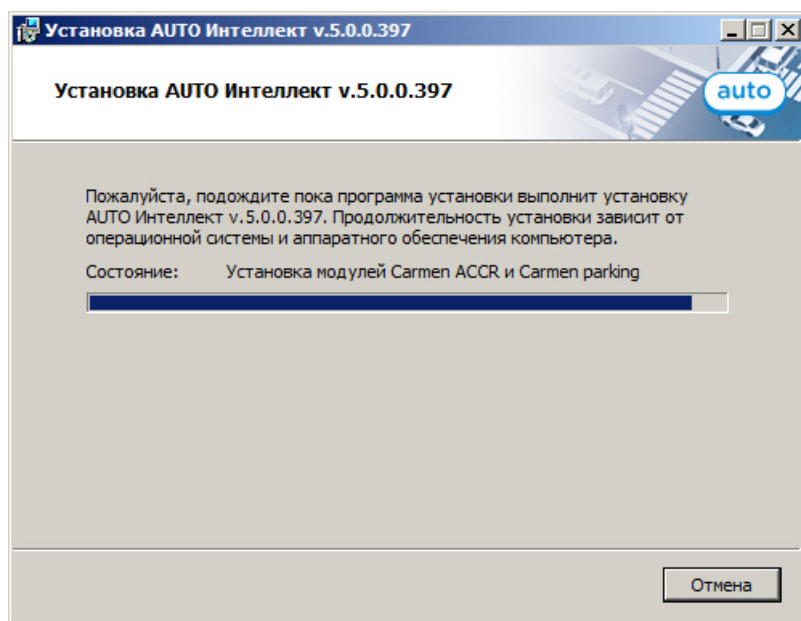 Установка AUTO Интеллект v.5.0.0.397
Установка AUTO Интеллект v.5.0.0.397
auto
Пожалуйста, подождите пока программа установки выполнит установку
AUTO Интеллект v.5.0.0.397. Продолжительность установки зависит от
операционной системы и аппаратного обеспечения компьютера.
Состояние: Установка модулей Carmen ACCR и Carmen parking
Отмена